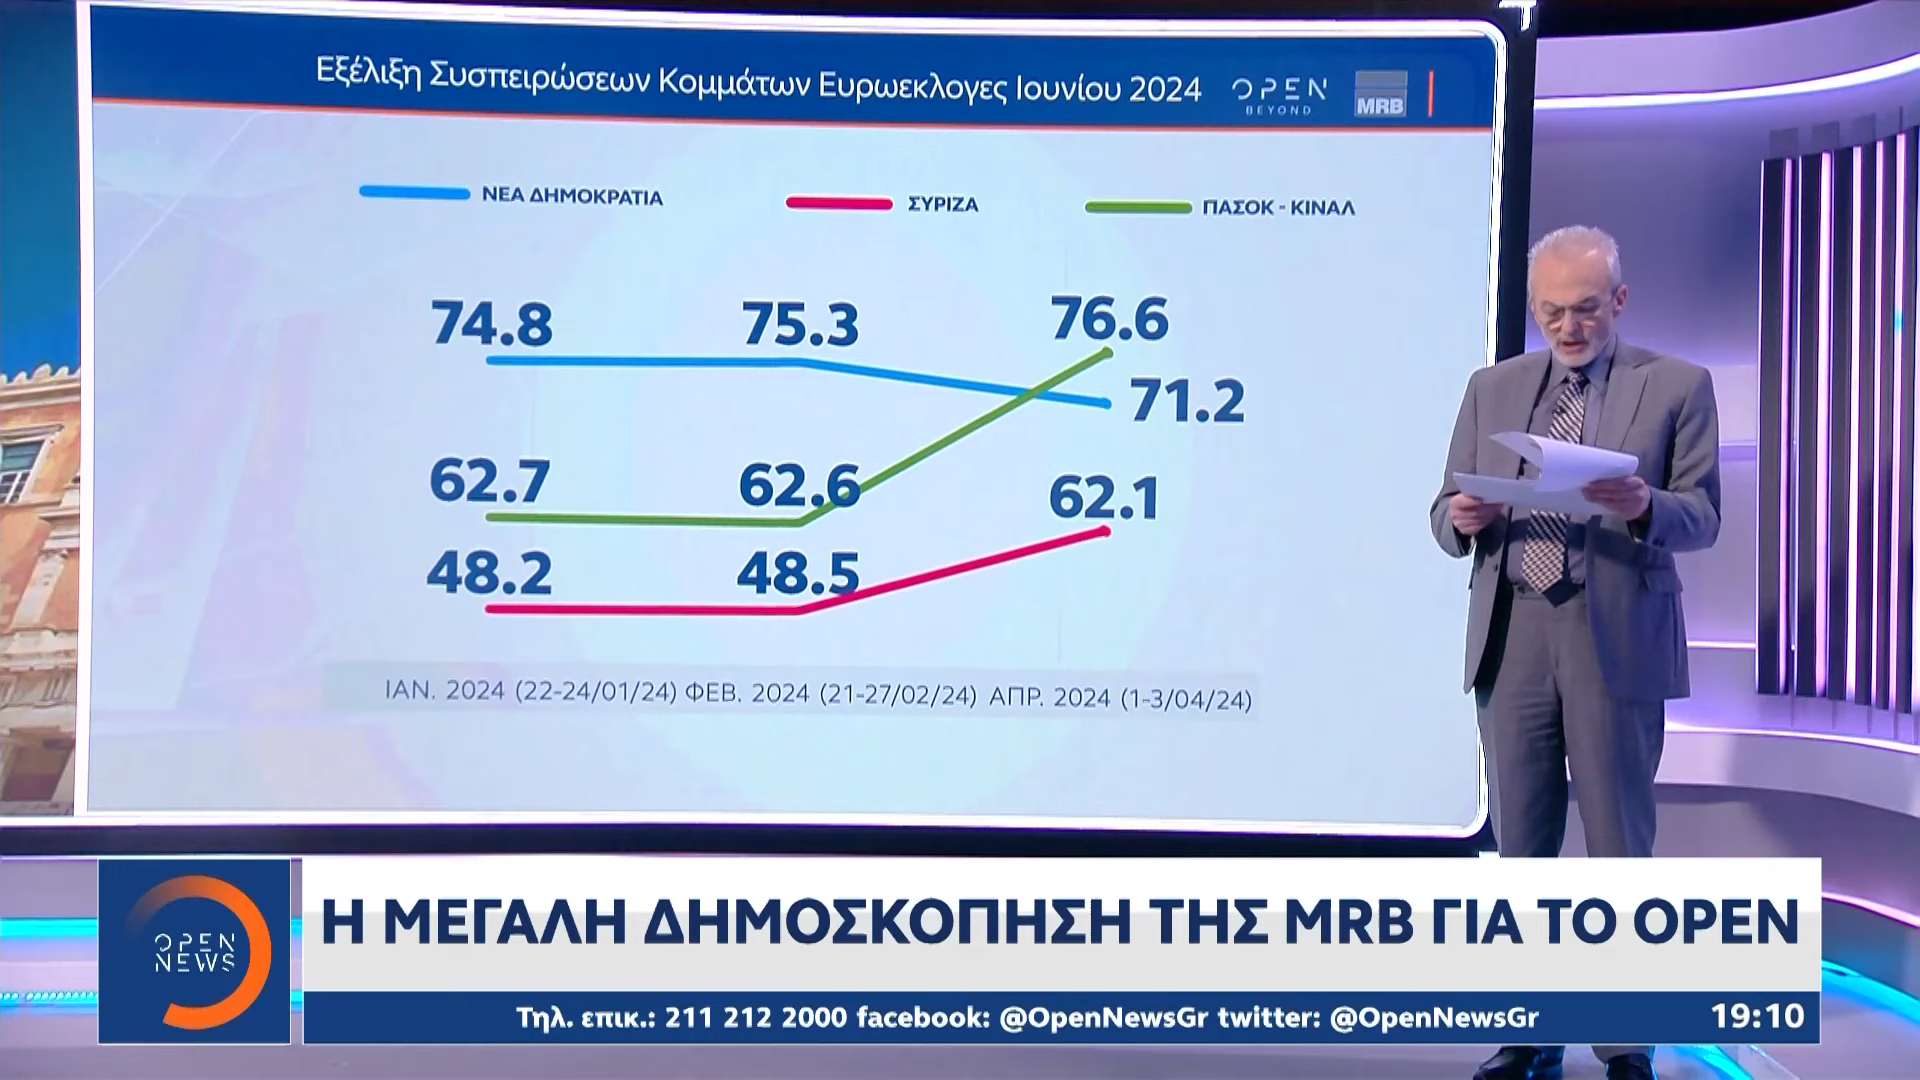 Εξέλιξη Συσπειρώσεων Κομμάτων Ευρωεκλογες Ιουνίου 2024
OPEN
BEYOND
MRB
ΝΕΑ ΔΗΜΟΚΡΑΤΙΑ
ΣΥΡΙΖΑ
ΠΑΣΟΚ - ΚΙΝΑΛ
74.8 75.3 76.6
71.2
62.7 62.6 62.1
48.2 48.5
ΙΑΝ. 2024 (22-24/01/24) ΦΕΒ. 2024 (21-27/02/24) ΑΠΡ. 2024 (1-3/04/24)
OPEN
NEWS
Η ΜΕΓΑΛΗ ΔΗΜΟΣΚΟΠΗΣΗ ΤΗΣ MRB ΓΙΑ ΤΟ OPEN
Τηλ. επικ.: 211 212 2000 facebook: @OpenNewsGr twitter: @OpenNewsGr
19:10